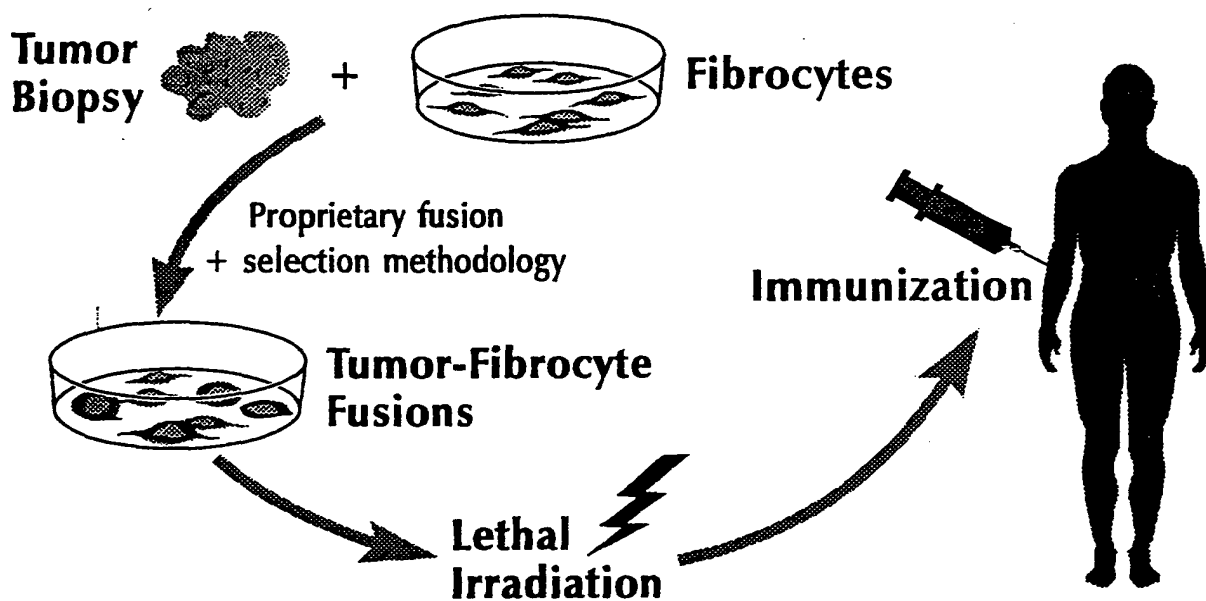 Tumor
Biopsy
+
Fibrocytes
Proprietary fusion
+ selection methodology
Immunization
Tumor-Fibrocyte
Fusions
Lethal
Irradiation